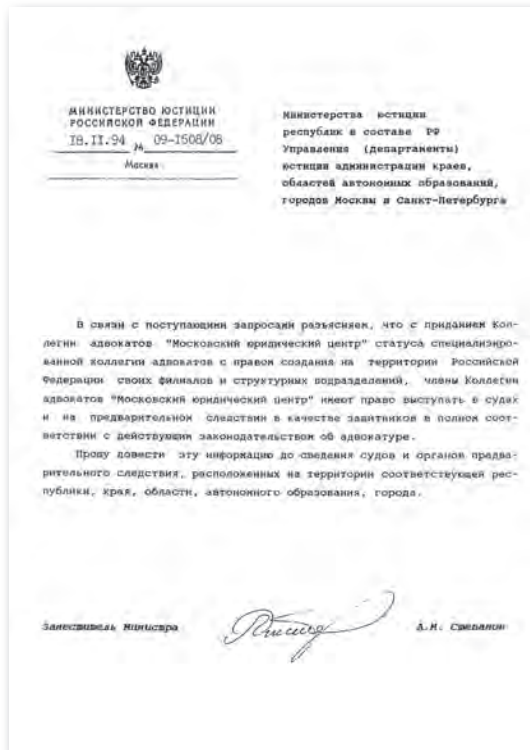 МИНИСТЕРСТВО ЮСТИЦИИ
РОССИЙСКОЙ ФЕДЕРАЦИИ
18.II.94 № 09-1508/08
Москва
Министерства юстиции
республик в составе РФ
Управления (департаменты)
юстиции администрации краев,
областей автономных образований,
городов Москвы и Санкт-Петербурга
В связи с поступающими запросами разъясняем, что с приданием Кол-
легии адвокатов "Московский юридический центр" статуса специализиро-
ванной коллегии адвокатов с правом создания на территории Российской
Федерации своих филиалов и структурных подразделений, члены Коллегии
адвокатов "Московский юридический центр" имеют право выступать в судах
и на предварительном следствии в качестве защитников в полном соот-
ветствии с действующим законодательством об адвокатуре.
Прошу довести эту информацию до сведения судов и органов предва-
рительного следствия, расположенных на территории соответствующей рес-
публики, края, области, автономного образования, города.
Заместитель Министра
А.М. Степанов